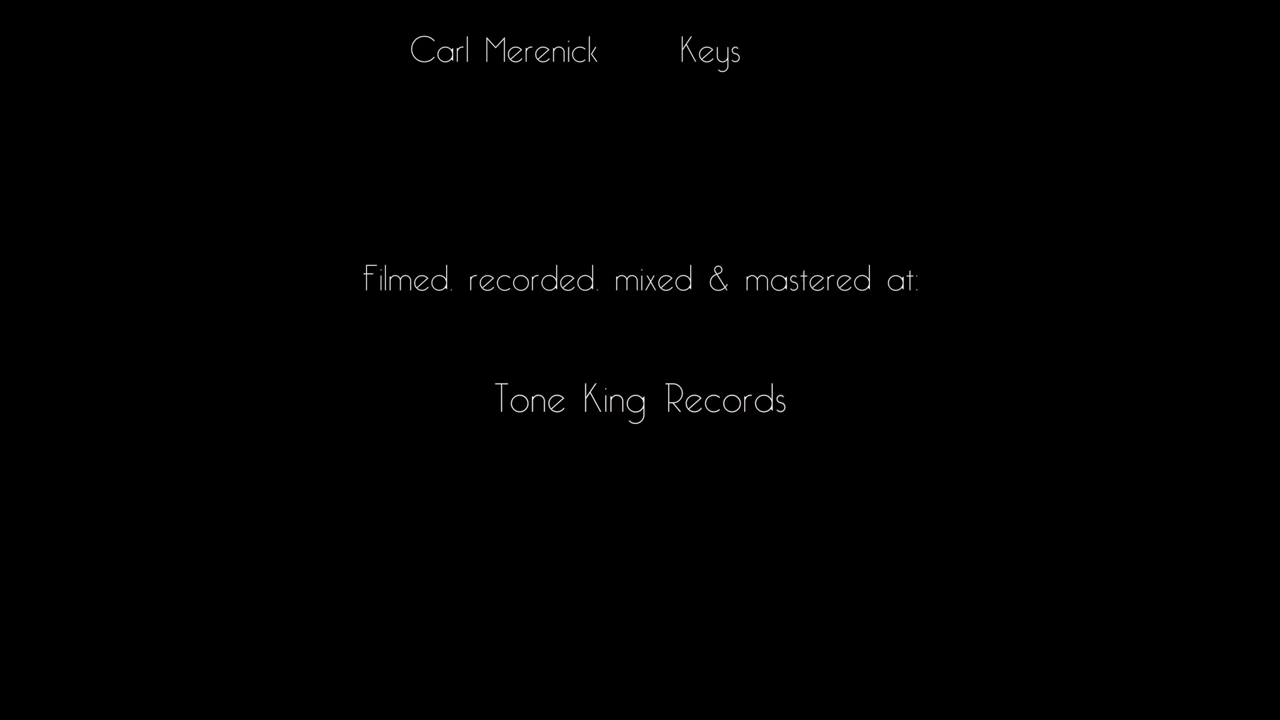 Carl Merenick Keys
Filmed. recorded. mixed & mastered at:
Tone King Records